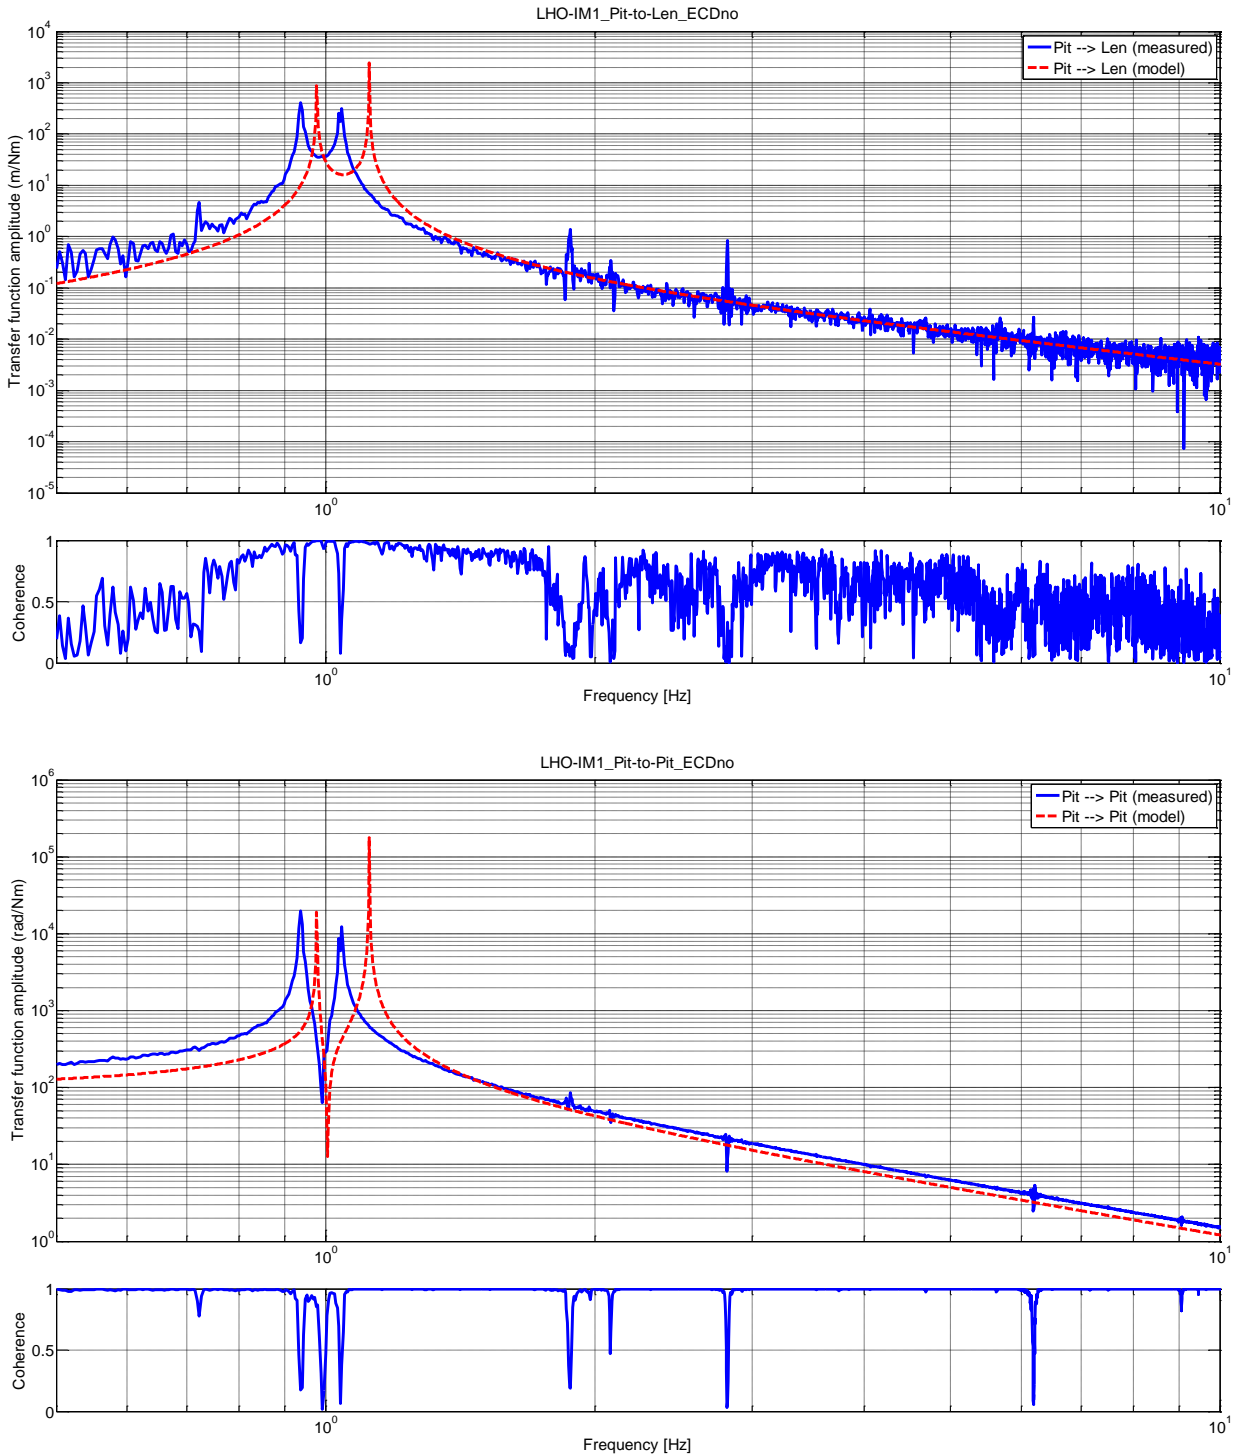 LHO-IM1_Pit-to-Len_ECDno
Transfer function amplitude (m/Nm)
10^4
10^3
10^2
10^1
10^0
10^-1
10^-2
10^-3
10^-4
10^-5
Pit --> Len (measured)
Pit --> Len (model)
10^0
10^1
Coherence
1
0.5
0
10^0
10^1
Frequency [Hz]
LHO-IM1_Pit-to-Pit_ECDno
Transfer function amplitude (rad/Nm)
10^6
10^5
10^4
10^3
10^2
10^1
10^0
Pit --> Pit (measured)
Pit --> Pit (model)
10^0
10^1
Coherence
1
0.5
0
10^0
10^1
Frequency [Hz]